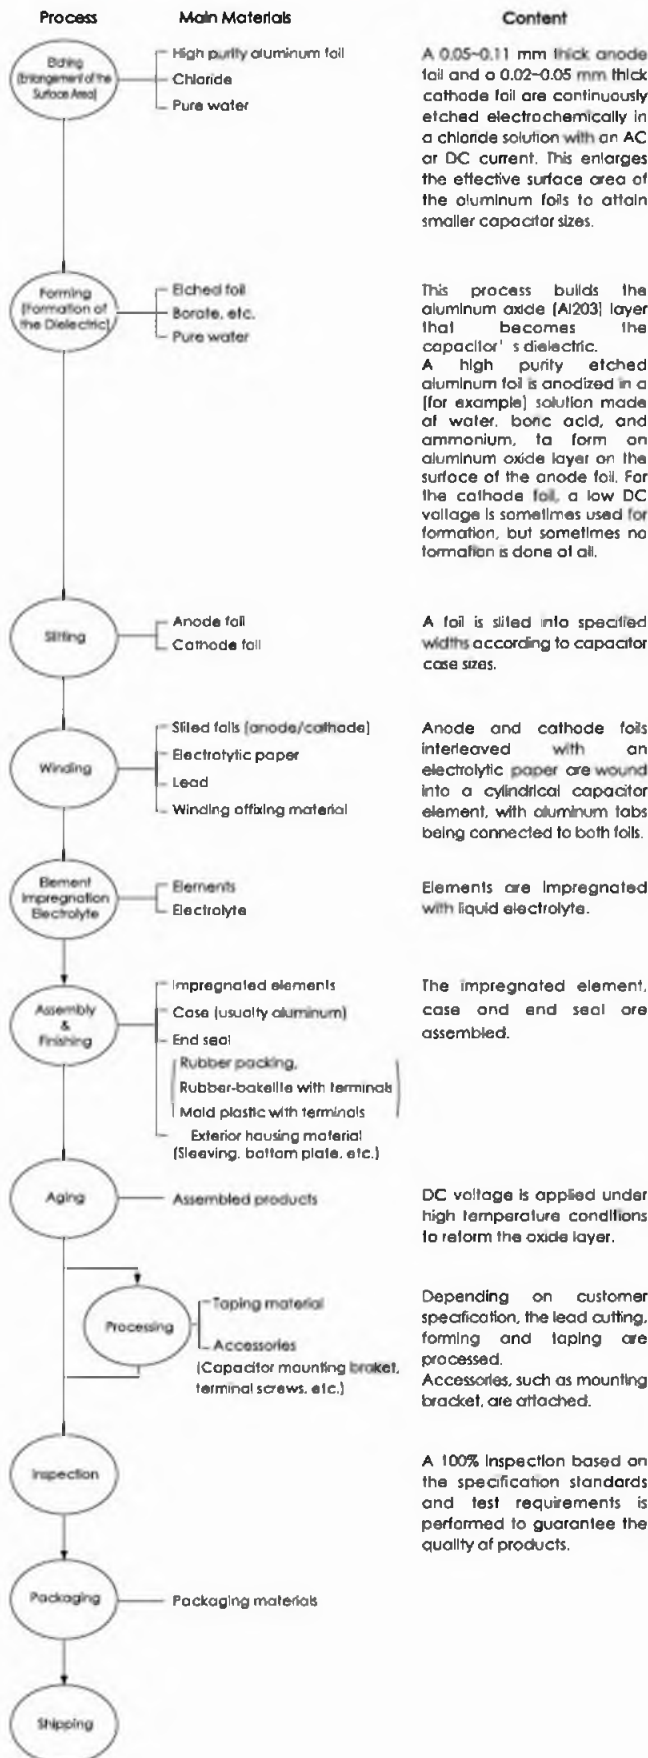 Process Main Materials Content
Etching
(Enlargement of the
Surface Area)
High purity aluminum foil
Chloride
Pure water
A 0.05~0.11 mm thick anode
foil and a 0.02~0.05 mm thick
cathode foil are continuously
etched electrochemically in
a chloride solution with an AC
or DC current. This enlarges
the effective surface area of
the aluminum foils to attain
smaller capacitor sizes.
Forming
(Formation of
the Dielectric)
Etched foil
Borate, etc.
Pure water
This process builds the
aluminum oxide (Al203) layer
that becomes the
capacitor' s dielectric.
A high purity etched
aluminum foil is anodized in a
(for example) solution made
of water, boric acid, and
ammonium, to form an
aluminum oxide layer on the
surface of the anode foil. For
the cathode foil, a low DC
voltage is sometimes used for
formation, but sometimes no
formation is done at all.
Slitting
Anode foil
Cathode foil
A foil is slited into specified
widths according to capacitor
case sizes.
Winding
Slited foils (anode/cathode)
Electrolytic paper
Lead
Winding affixing material
Anode and cathode foils
interleaved with an
electrolytic paper are wound
into a cylindrical capacitor
element, with aluminum tabs
being connected to both foils.
Element
Impregnation
Electrolyte
Elements
Electrolyte
Elements are impregnated
with liquid electrolyte.
Assembly
&
Finishing
Impregnated elements
Case (usualty aluminum)
End seal
Rubber packing,
Rubber-bakelite with terminals
Mold plastic with terminals
Exterior housing material
(Sleeving, bottom plate, etc.)
The impregnated element,
case and end seal are
assembled.
Aging
Assembled products
DC voltage is applied under
high temperature conditions
to reform the oxide layer.
Processing
Taping material
Accessories
(Capacitor mounting braket,
terminal screws, etc.)
Depending on customer
specification, the lead cutting,
forming and taping are
processed.
Accessories, such as mounting
bracket, are attached.
Inspection
A 100% Inspection based on
the specification standards
and test requirements is
performed to guarantee the
quality of products.
Packaging
Packaging materials
Shipping